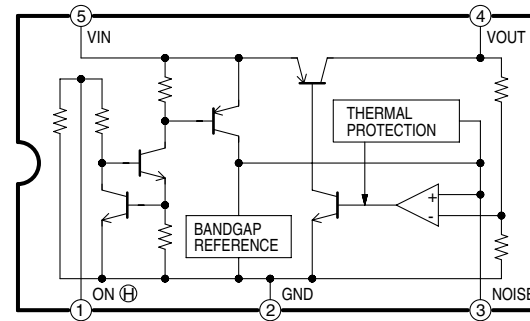 5
4
VIN
VOUT
THERMAL
PROTECTION
+
-
BANDGAP
REFERENCE
ON Ⓗ
GND
NOISE
1
2
3